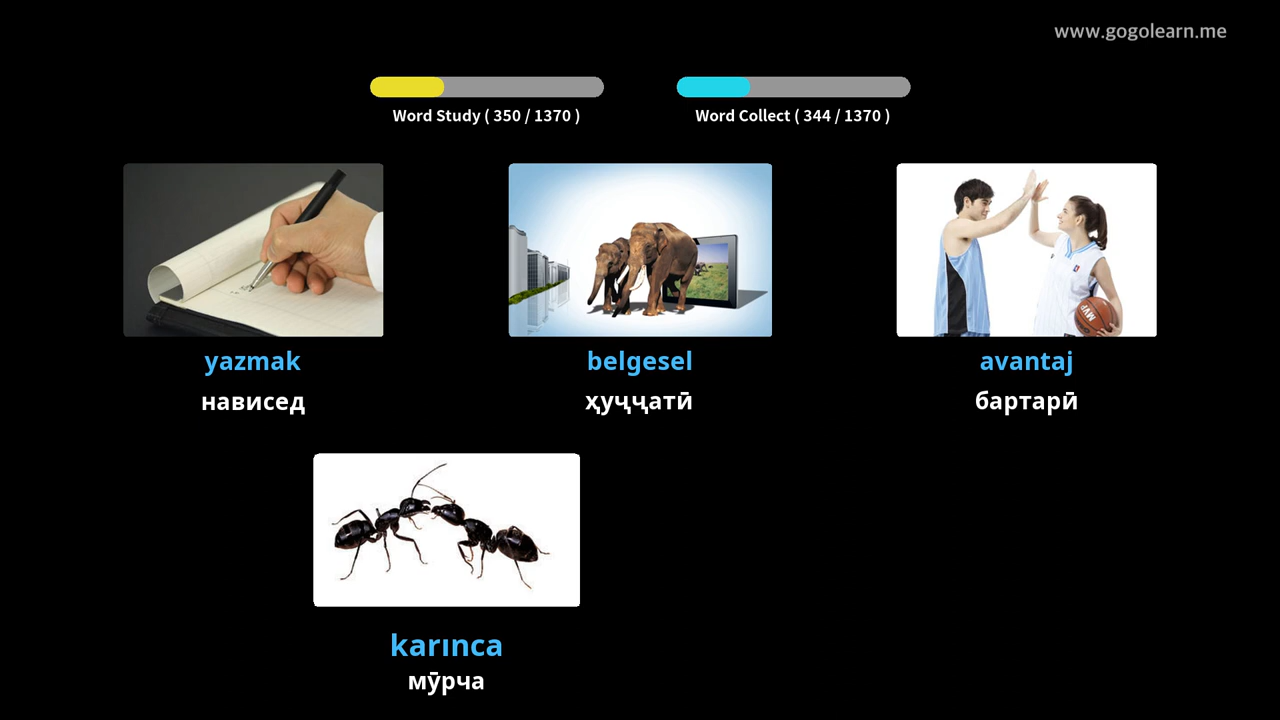 www.gogolearn.me
Word Study ( 350 / 1370 )
Word Collect ( 344 / 1370 )
yazmak
нависед
belgesel
ҳуҷҷатӣ
avantaj
бартарӣ
karınca
мӯрча